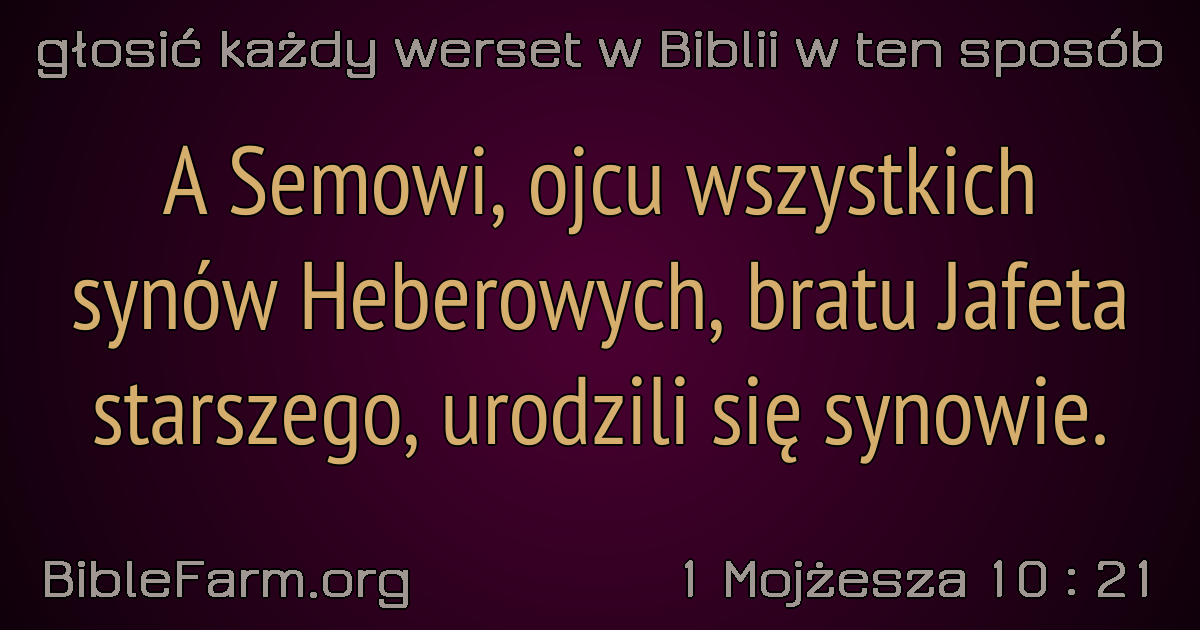 głosić każdy werset w Biblii w ten sposób
A Semowi, ojcu wszystkich
synów Heberowych, bratu Jafeta
starszego, urodzili się synowie.
BibleFarm.org
1 Mojżesza 10 : 21